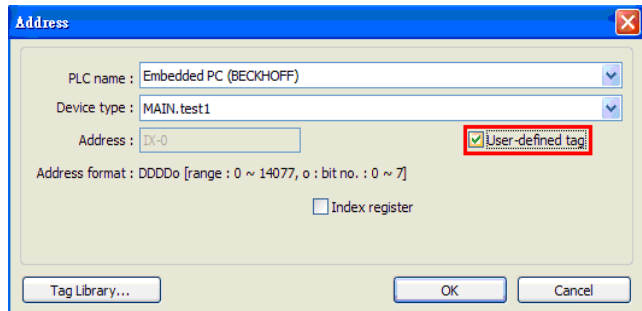 Address
PLC name : Embedded PC (BECKHOFF)
Device type : MAIN.test1
Address : IX-0 User-defined tag
Address format : DDDDo [range : 0 ~ 14077, o : bit no. : 0 ~ 7]
Index register
Tag Library... OK Cancel